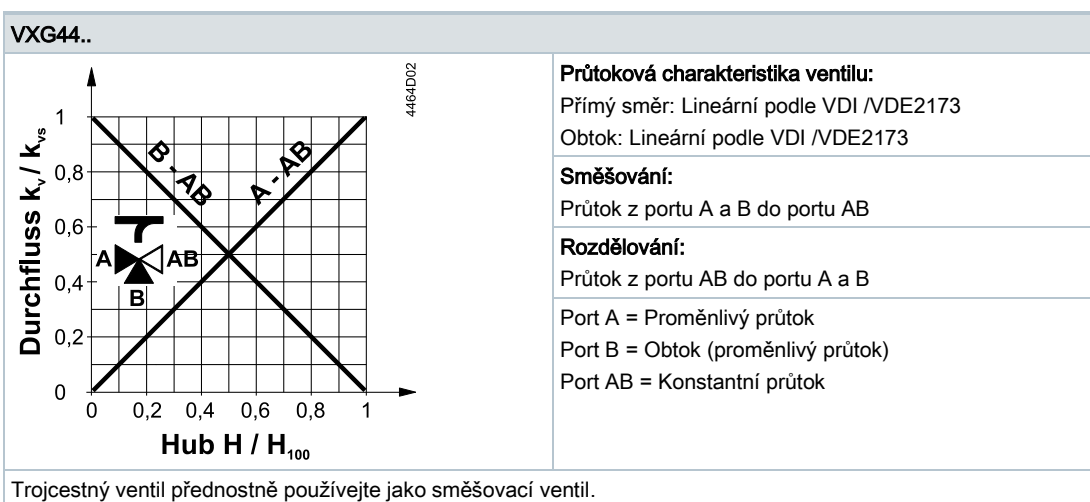 VXG44..
4464D02
Durchfluss kv/ kvs
1
0,8
0,6
0,4
0,2
0
B - AB
A - AB
A
AB
B
0
0,2
0,4
0,6
0,8
1
Hub H / H100
Průtoková charakteristika ventilu:
Přímý směr: Lineární podle VDI /VDE2173
Obtok: Lineární podle VDI /VDE2173
Směšování:
Průtok z portu A a B do portu AB
Rozdělování:
Průtok z portu AB do portu A a B
Port A = Proměnlivý průtok
Port B = Obtok (proměnlivý průtok)
Port AB = Konstantní průtok
Trojcestný ventil přednostně používejte jako směšovací ventil.